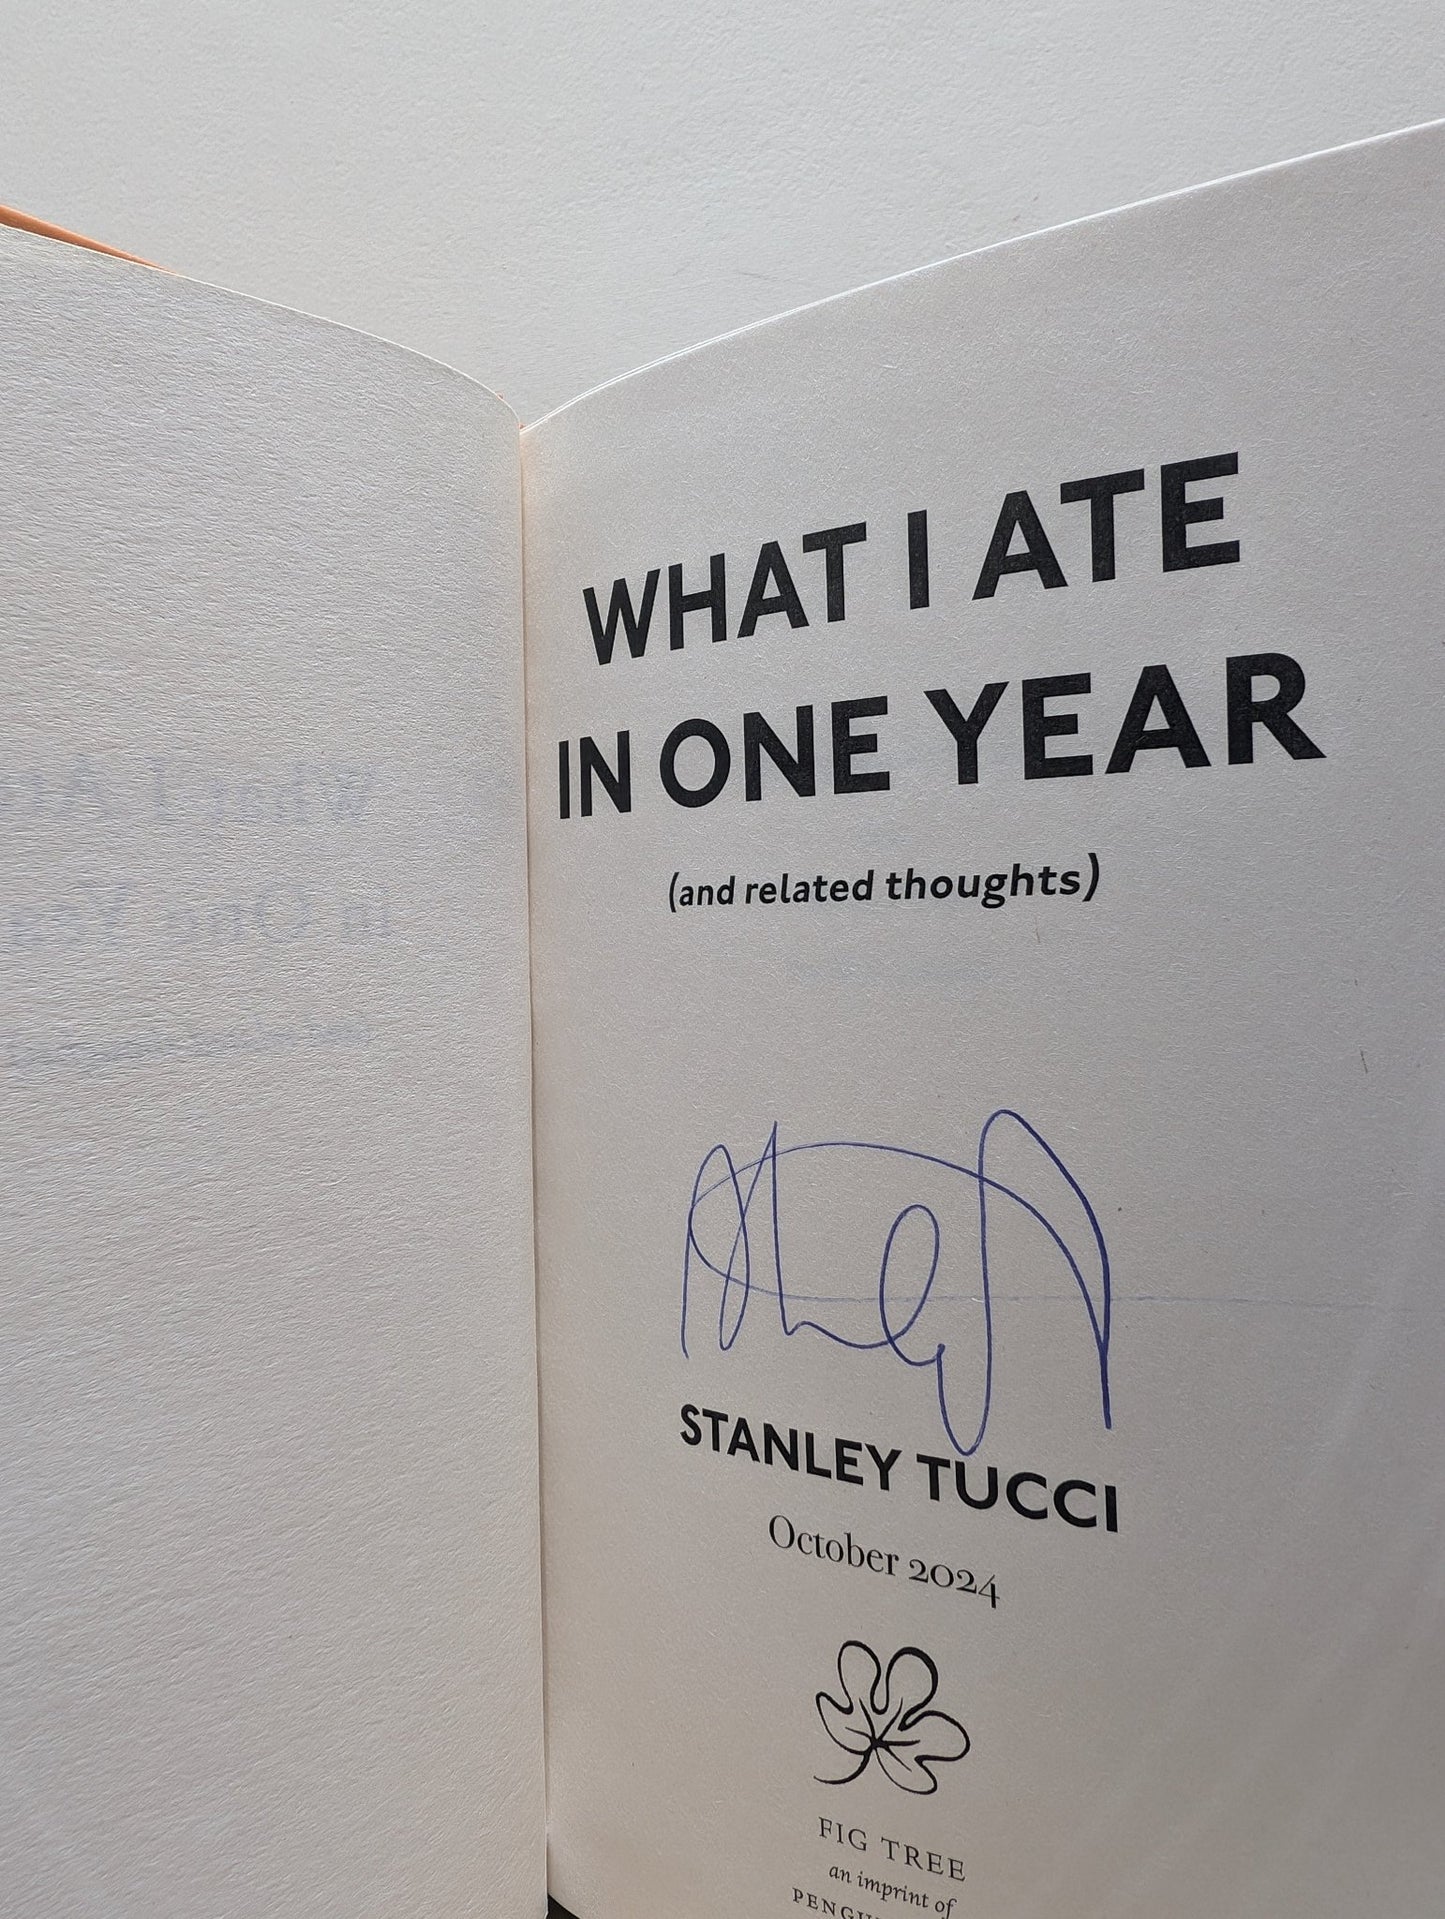 WHAT I ATE
IN ONE YEAR
(and related thoughts)
STANLEY TUCCI
October 2024
FIG TREE
an imprint of